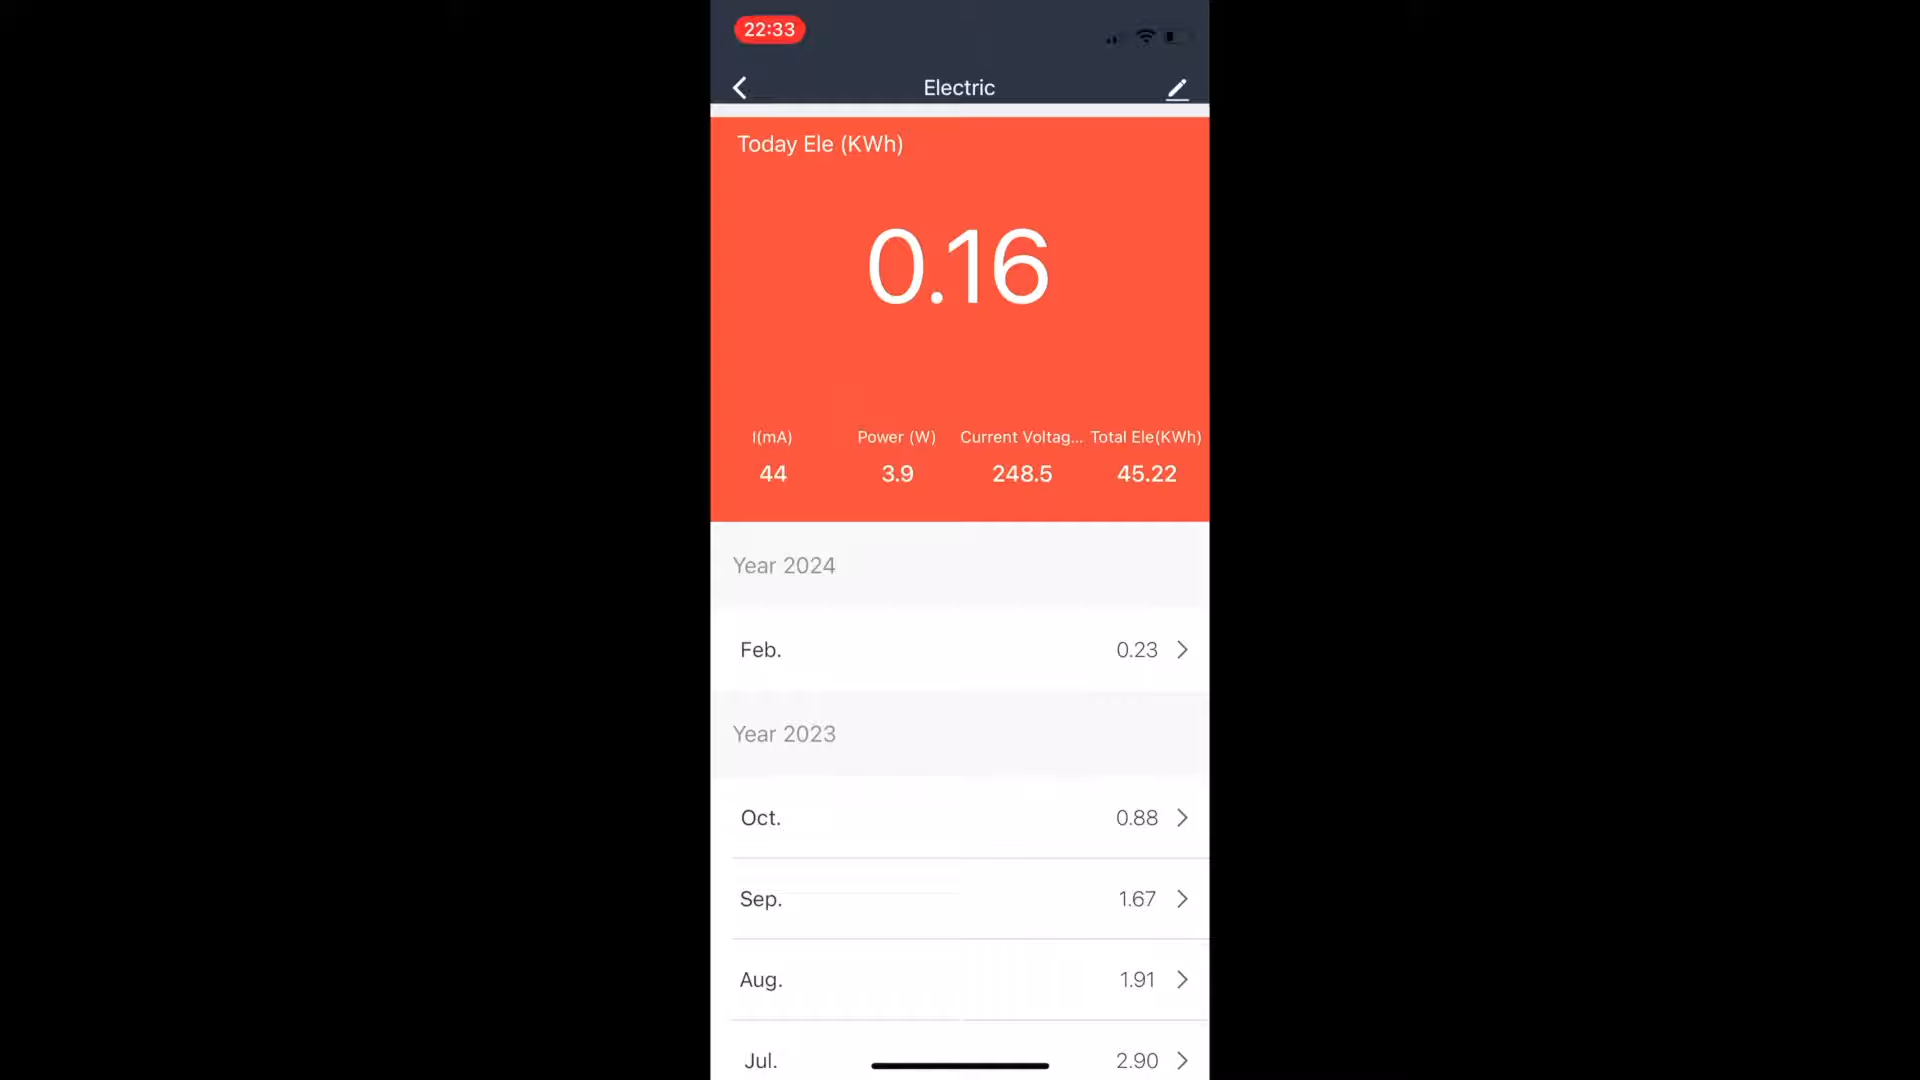 22:33
Electric
Today Ele (KWh)
0.16
I(mA) Power (W) Current Voltag... Total Ele(KWh)
44 3.9 248.5 45.22
Year 2024
Feb. 0.23
Year 2023
Oct. 0.88
Sep. 1.67
Aug. 1.91
Jul. 2.90